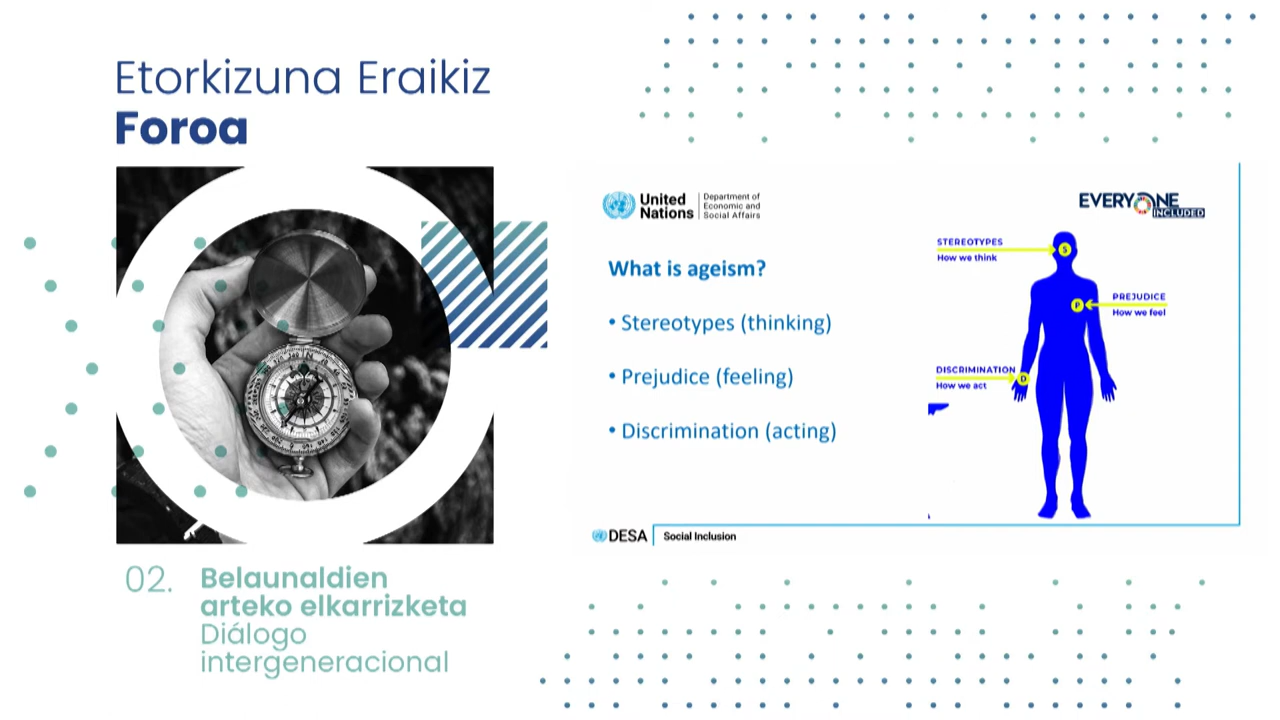 Etorkizuna Eraikiz
Foroa
United
Nations
Department of
Economic and
Social Affairs
EVERYONE
INCLUDED
What is ageism?
• Stereotypes (thinking)
• Prejudice (feeling)
• Discrimination (acting)
STEREOTYPES
How we think
S
PREJUDICE
How we feel
P
DISCRIMINATION
How we act
D
DESA
Social Inclusion
02.
Belaunaldien
arteko elkarrizketa
Diálogo
intergeneracional